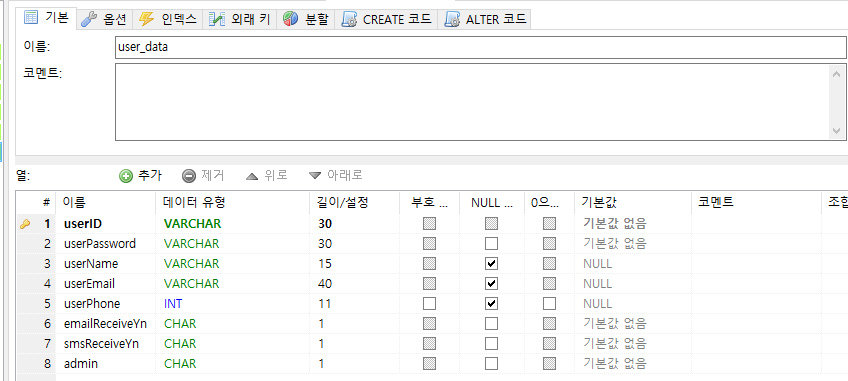 기본 옵션 인덱스 외래 키 분할 CREATE 코드 ALTER 코드
이름: user_data
코멘트:
열: 추가 제거 위로 아래로
# 이름 데이터 유형 길이/설정 부호 ... NULL ... 0으... 기본값 코멘트 조합
1 userID VARCHAR 30 기본값 없음
2 userPassword VARCHAR 30 기본값 없음
3 userName VARCHAR 15 NULL
4 userEmail VARCHAR 40 NULL
5 userPhone INT 11 NULL
6 emailReceiveYn CHAR 1 기본값 없음
7 smsReceiveYn CHAR 1 기본값 없음
8 admin CHAR 1 기본값 없음